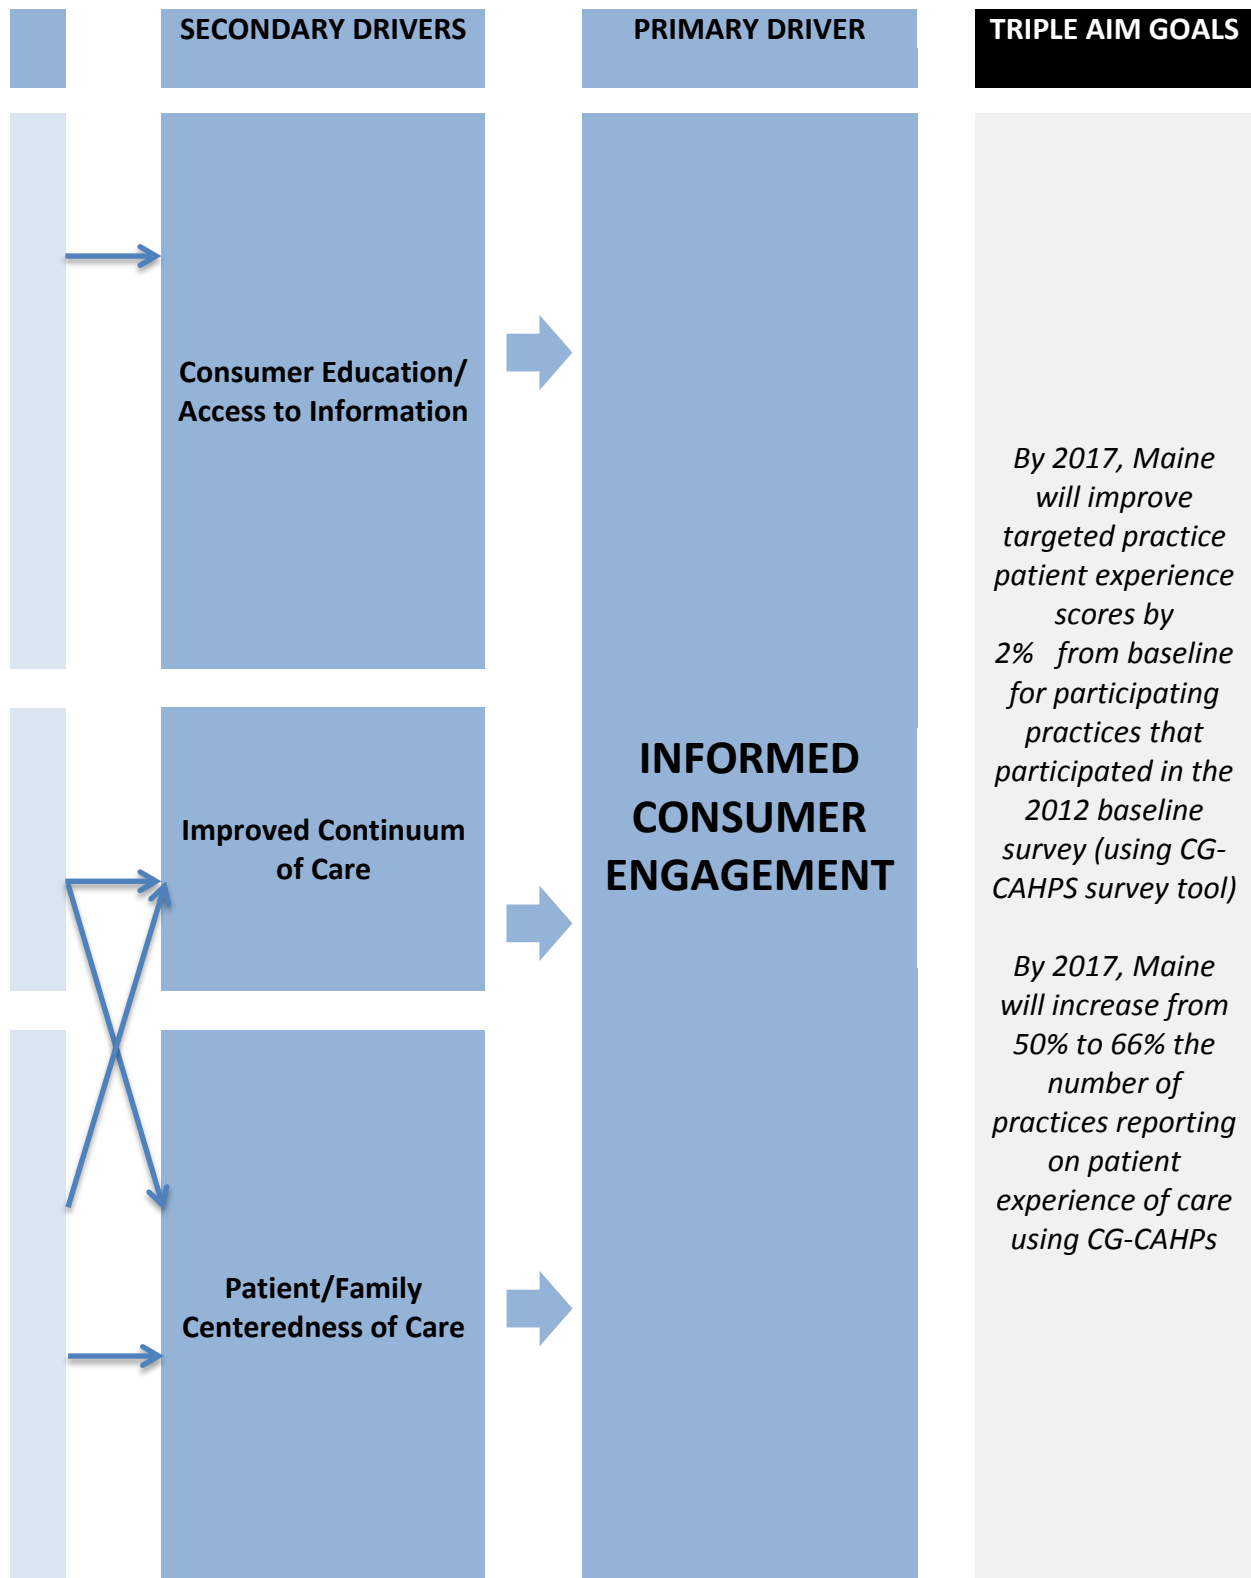 SECONDARY DRIVERS
PRIMARY DRIVER
TRIPLE AIM GOALS
Consumer Education/
Access to Information
Improved Continuum
of Care
Patient/Family
Centeredness of Care
INFORMED
CONSUMER
ENGAGEMENT
By 2017, Maine
will improve
targeted practice
patient experience
scores by
2%   from baseline
for participating
practices that
participated in the
2012 baseline
survey (using CG-
CAHPS survey tool)
By 2017, Maine
will increase from
50% to 66% the
number of
practices reporting
on patient
experience of care
using CG-CAHPs